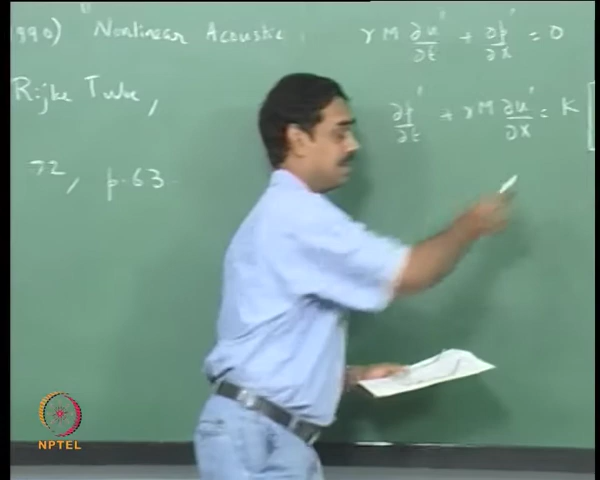 990) "Nonlinear Acoustic
Rijke Tube,
72, p.63
γM ∂u'/∂t + ∂p'/∂x = 0
∂p'/∂t + γM ∂u'/∂x = K [
NPTEL